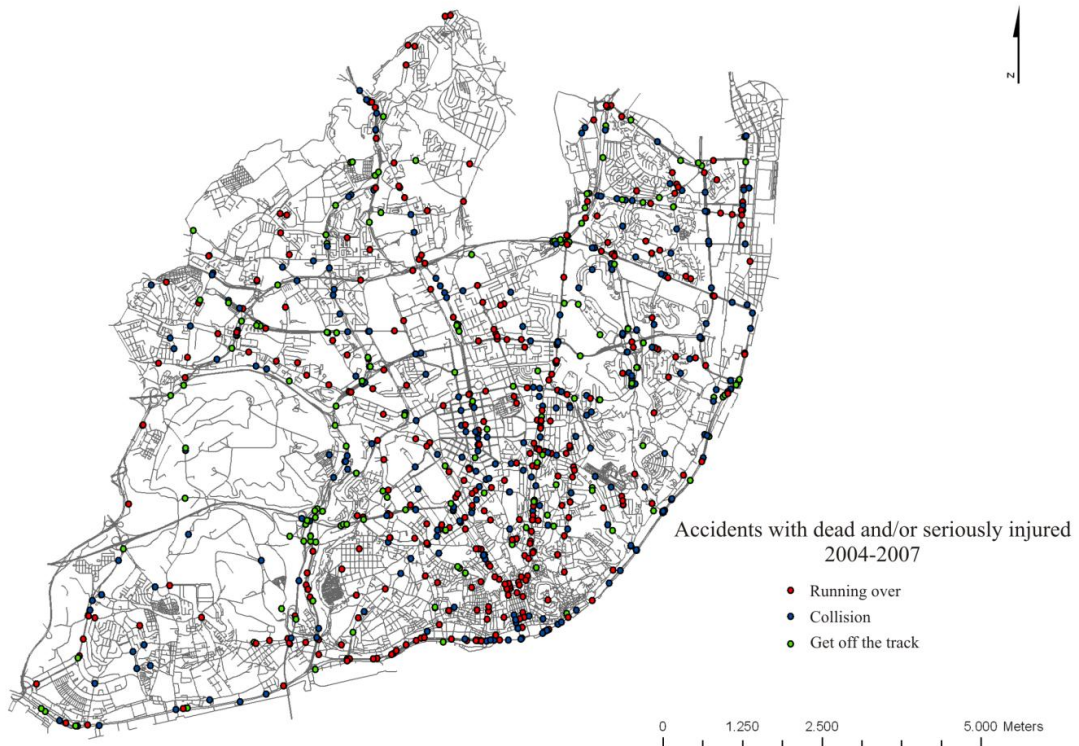 N
Accidents with dead and/or seriously injured
2004-2007
Running over
Collision
Get off the track
0 1.250 2.500 5.000 Meters